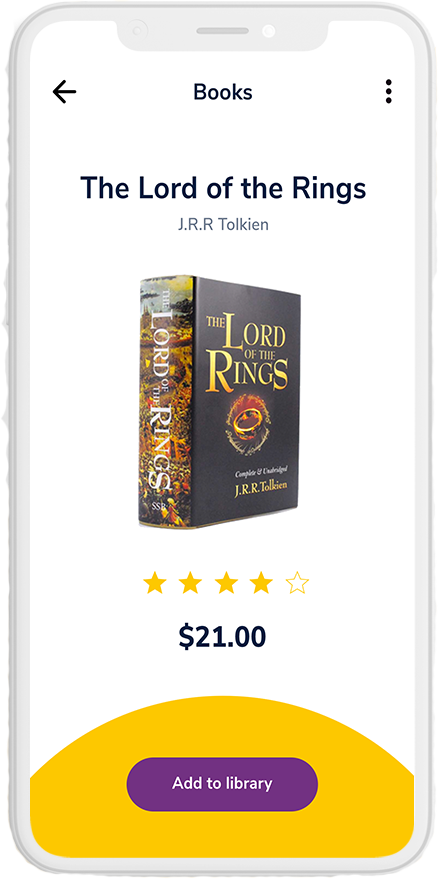 Books
The Lord of the Rings
J.R.R Tolkien
THE LORD OF THE RINGS
SSB
THE LORD
OF THE
RINGS
Complete & Unabridged
J.R.R.Tolkien
$21.00
Add to library